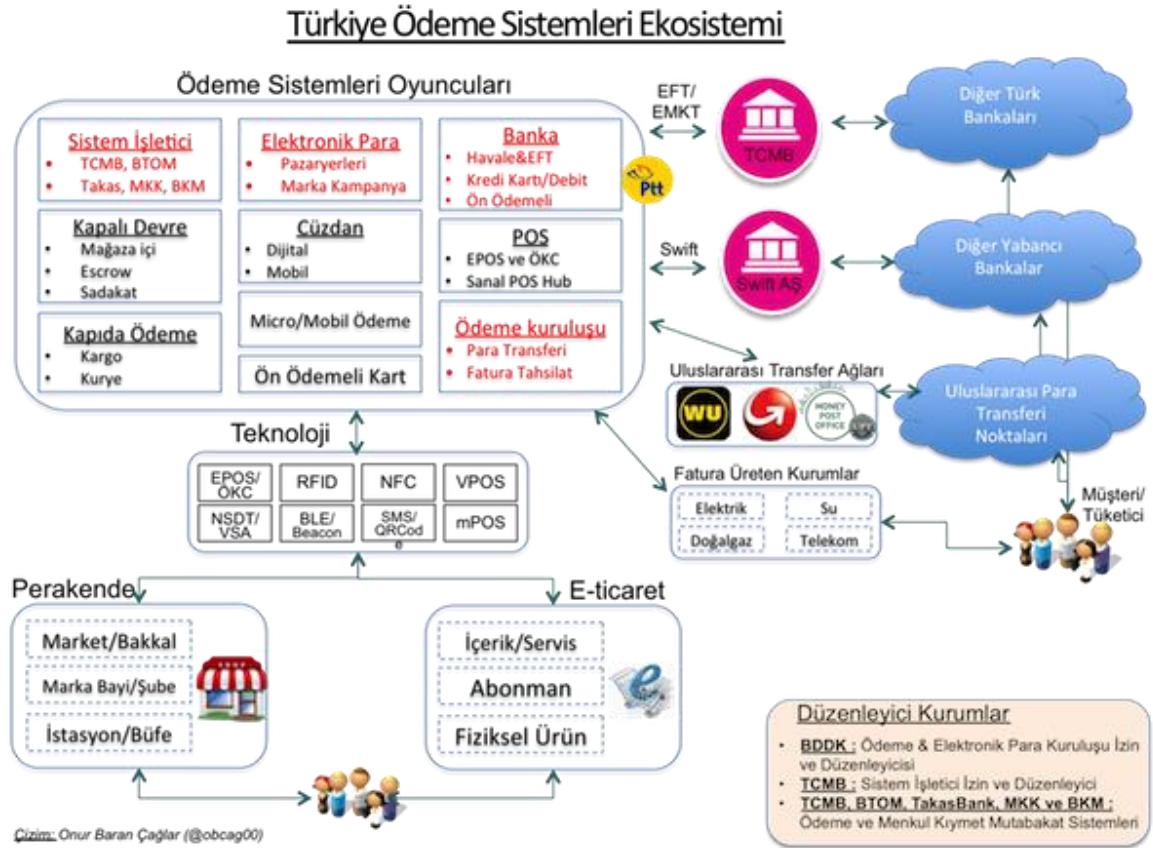 Türkiye Ödeme Sistemleri Ekosistemi
Ödeme Sistemleri Oyuncuları
Sistem İşletici
• TCMB, BTOM
• Takas, MKK, BKM
Elektronik Para
• Pazaryerleri
• Marka Kampanya
Banka
• Havale&EFT
• Kredi Kartı/Debit
• Ön Ödemeli
Kapalı Devre
• Mağaza içi
• Escrow
• Sadakat
Cüzdan
• Dijital
• Mobil
POS
• EPOS ve ÖKC
• Sanal POS Hub
Kapıda Ödeme
• Kargo
• Kurye
Micro/Mobil Ödeme
Ön Ödemeli Kart
Ödeme kuruluşu
• Para Transferi
• Fatura Tahsilat
Ptt
EFT/
EMKT
TCMB
Diğer Türk
Bankaları
Swift
Swift AŞ
Diğer Yabancı
Bankalar
Uluslararası Transfer Ağları
WU
MONEY
POST
OFFICE
UPT
Uluslararası Para
Transferi
Noktaları
Teknoloji
EPOS/
ÖKC
RFID
NFC
VPOS
NSDT/
VSA
BLE/
Beacon
SMS/
QRCod
e
mPOS
Fatura Üreten Kurumlar
Elektrik
Su
Doğalgaz
Telekom
Müşteri/
Tüketici
Perakende
Market/Bakkal
Marka Bayi/Şube
İstasyon/Büfe
E-ticaret
İçerik/Servis
Abonman
Fiziksel Ürün
e
Düzenleyici Kurumlar
• BDDK : Ödeme & Elektronik Para Kuruluşu İzin
ve Düzenleyicisi
• TCMB : Sistem İşletici İzin ve Düzenleyici
• TCMB, BTOM, TakasBank, MKK ve BKM :
Ödeme ve Menkul Kıymet Mutabakat Sistemleri
Çizim: Onur Baran Çağlar (@obcag00)